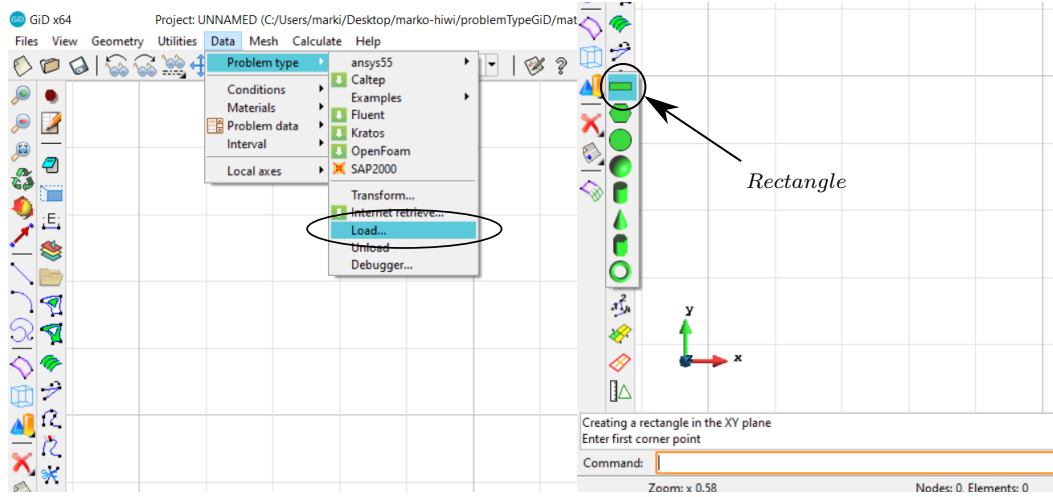 GiD x64 Project: UNNAMED (C:/Users/marki/Desktop/marko-hiwi/problemTypeGiD/mat
Files View Geometry Utilities Data Mesh Calculate Help
Problem type
Conditions
Materials
Problem data
Interval
Local axes
ansys55
Caltep
Examples
Fluent
Kratos
OpenFoam
SAP2000
Transform...
Internet retrieve...
Load...
Unload
Debugger...
:E:
Rectangle
y
z
x
Creating a rectangle in the XY plane
Enter first corner point
Command:
Zoom: x 0.58 Nodes: 0, Elements: 0